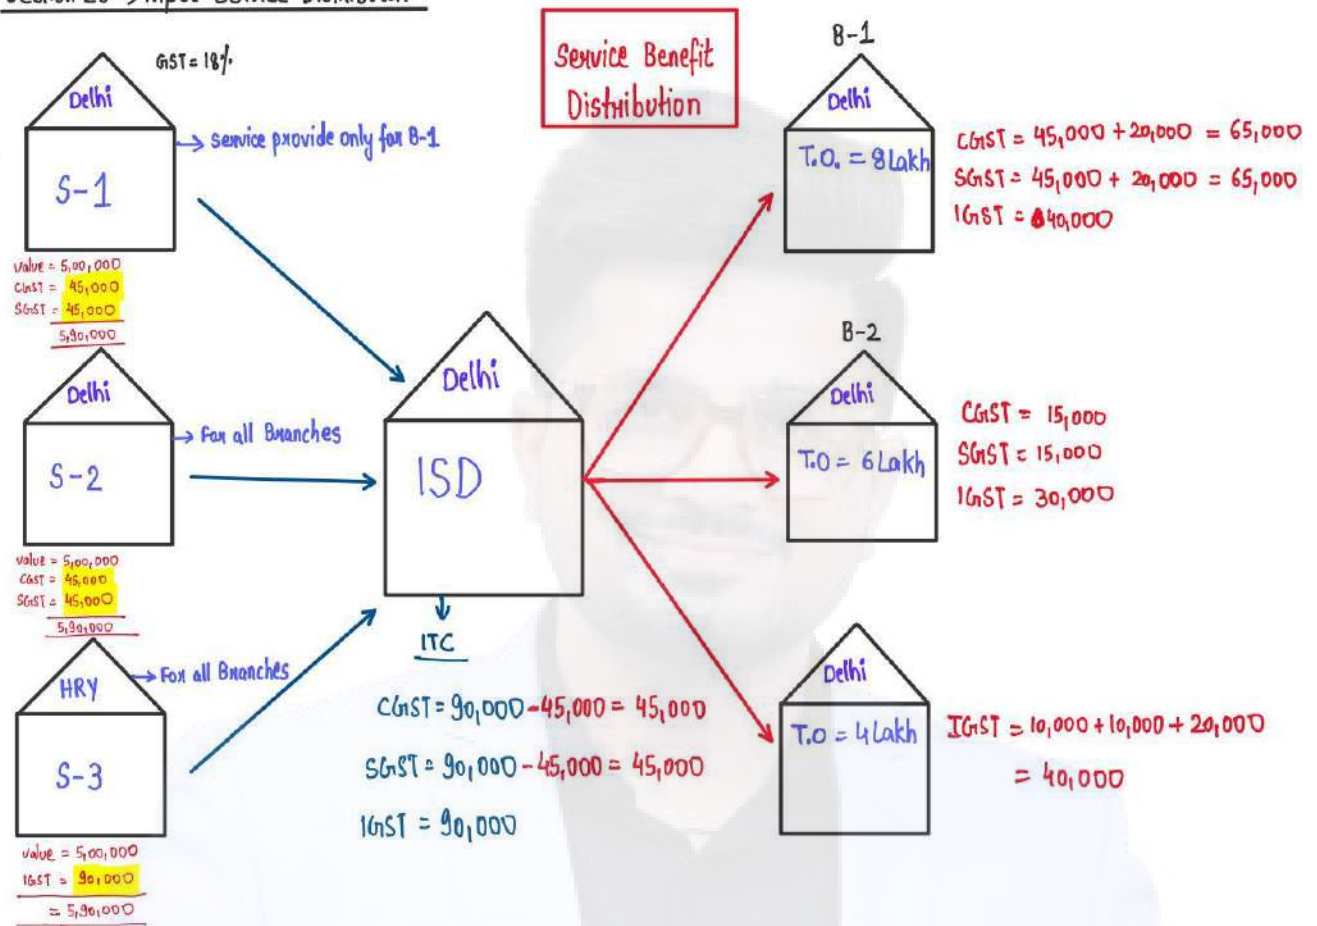 GST = 18%
Delhi
S-1
→ Service provide only for B-1
Value = 5,00,000
CGST = 45,000
SGST = 45,000
5,90,000
Delhi
S-2
→ For all Branches
Value = 5,00,000
CGST = 45,000
SGST = 45,000
5,90,000
HRY
S-3
→ For all Branches
Value = 5,00,000
IGST = 90,000
= 5,90,000
Delhi
ISD
ITC
CGST = 90,000 - 45,000 = 45,000
SGST = 90,000 - 45,000 = 45,000
IGST = 90,000
Service Benefit
Distribution
B-1
Delhi
T.O. = 8 Lakh
CGST = 45,000 + 20,000 = 65,000
SGST = 45,000 + 20,000 = 65,000
IGST = 40,000
B-2
Delhi
T.O = 6 Lakh
CGST = 15,000
SGST = 15,000
IGST = 30,000
Delhi
T.O = 4 Lakh
IGST = 10,000 + 10,000 + 20,000
= 40,000